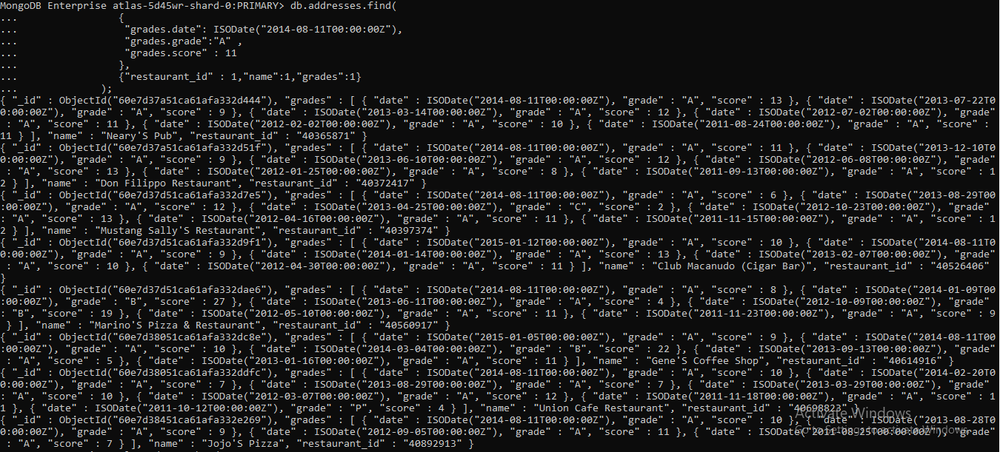 MongoDB Enterprise atlas-5d45wr-shard-0:PRIMARY> db.addresses.find(
... {
... "grades.date": ISODate("2014-08-11T00:00:00Z"),
... "grades.grade":"A" ,
... "grades.score" : 11
... },
... {"restaurant_id" : 1,"name":1,"grades":1}
... );
{ "_id" : ObjectId("60e7d37a51ca61afa332d444"), "grades" : [ { "date" : ISODate("2014-08-11T00:00:00Z"), "grade" : "A", "score" : 13 }, { "date" : ISODate("2013-07-22T0
0:00:00Z"), "grade" : "A", "score" : 9 }, { "date" : ISODate("2013-03-14T00:00:00Z"), "grade" : "A", "score" : 12 }, { "date" : ISODate("2012-07-02T00:00:00Z"), "grade"
: "A", "score" : 11 }, { "date" : ISODate("2012-02-02T00:00:00Z"), "grade" : "A", "score" : 10 }, { "date" : ISODate("2011-08-24T00:00:00Z"), "grade" : "A", "score" :
11 } ], "name" : "Neary'S Pub", "restaurant_id" : "40365871" }
{ "_id" : ObjectId("60e7d37a51ca61afa332d51f"), "grades" : [ { "date" : ISODate("2014-08-11T00:00:00Z"), "grade" : "A", "score" : 11 }, { "date" : ISODate("2013-12-10T0
0:00:00Z"), "grade" : "A", "score" : 9 }, { "date" : ISODate("2013-06-10T00:00:00Z"), "grade" : "A", "score" : 12 }, { "date" : ISODate("2012-06-08T00:00:00Z"), "grade"
: "A", "score" : 13 }, { "date" : ISODate("2012-01-25T00:00:00Z"), "grade" : "A", "score" : 8 }, { "date" : ISODate("2011-09-13T00:00:00Z"), "grade" : "A", "score" : 1
2 } ], "name" : "Don Filippo Restaurant", "restaurant_id" : "40372417" }
{ "_id" : ObjectId("60e7d37d51ca61afa332d7e5"), "grades" : [ { "date" : ISODate("2014-08-11T00:00:00Z"), "grade" : "A", "score" : 6 }, { "date" : ISODate("2013-08-29T00
:00:00Z"), "grade" : "A", "score" : 12 }, { "date" : ISODate("2013-04-25T00:00:00Z"), "grade" : "C", "score" : 2 }, { "date" : ISODate("2012-10-23T00:00:00Z"), "grade"
: "A", "score" : 13 }, { "date" : ISODate("2012-04-16T00:00:00Z"), "grade" : "A", "score" : 11 }, { "date" : ISODate("2011-11-15T00:00:00Z"), "grade" : "A", "score" : 1
2 } ], "name" : "Mustang Sally'S Restaurant", "restaurant_id" : "40397374" }
{ "_id" : ObjectId("60e7d37d51ca61afa332d9f1"), "grades" : [ { "date" : ISODate("2015-01-12T00:00:00Z"), "grade" : "A", "score" : 10 }, { "date" : ISODate("2014-08-11T0
0:00:00Z"), "grade" : "A", "score" : 9 }, { "date" : ISODate("2014-01-14T00:00:00Z"), "grade" : "A", "score" : 13 }, { "date" : ISODate("2013-02-07T00:00:00Z"), "grade"
: "A", "score" : 10 }, { "date" : ISODate("2012-04-30T00:00:00Z"), "grade" : "A", "score" : 11 } ], "name" : "Club Macanudo (Cigar Bar)", "restaurant_id" : "40526406"
}
{ "_id" : ObjectId("60e7d37d51ca61afa332dae6"), "grades" : [ { "date" : ISODate("2014-08-11T00:00:00Z"), "grade" : "A", "score" : 8 }, { "date" : ISODate("2014-01-09T00
:00:00Z"), "grade" : "B", "score" : 27 }, { "date" : ISODate("2013-06-11T00:00:00Z"), "grade" : "A", "score" : 4 }, { "date" : ISODate("2012-10-09T00:00:00Z"), "grade"
: "B", "score" : 19 }, { "date" : ISODate("2012-05-10T00:00:00Z"), "grade" : "A", "score" : 11 }, { "date" : ISODate("2011-11-23T00:00:00Z"), "grade" : "A", "score" : 9
} ], "name" : "Marino'S Pizza & Restaurant", "restaurant_id" : "40560917" }
{ "_id" : ObjectId("60e7d38051ca61afa332dc8e"), "grades" : [ { "date" : ISODate("2015-01-05T00:00:00Z"), "grade" : "A", "score" : 9 }, { "date" : ISODate("2014-08-11T00
:00:00Z"), "grade" : "A", "score" : 10 }, { "date" : ISODate("2014-03-04T00:00:00Z"), "grade" : "B", "score" : 22 }, { "date" : ISODate("2013-09-13T00:00:00Z"), "grade"
: "A", "score" : 5 }, { "date" : ISODate("2013-01-16T00:00:00Z"), "grade" : "A", "score" : 11 } ], "name" : "Gene'S Coffee Shop", "restaurant_id" : "40614916" }
{ "_id" : ObjectId("60e7d38051ca61afa332ddfc"), "grades" : [ { "date" : ISODate("2014-08-11T00:00:00Z"), "grade" : "A", "score" : 10 }, { "date" : ISODate("2014-02-20T0
0:00:00Z"), "grade" : "A", "score" : 7 }, { "date" : ISODate("2013-08-29T00:00:00Z"), "grade" : "A", "score" : 7 }, { "date" : ISODate("2013-03-29T00:00:00Z"), "grade"
: "A", "score" : 10 }, { "date" : ISODate("2012-03-07T00:00:00Z"), "grade" : "A", "score" : 12 }, { "date" : ISODate("2011-11-18T00:00:00Z"), "grade" : "A", "score" : 1
1 }, { "date" : ISODate("2011-10-12T00:00:00Z"), "grade" : "P", "score" : 4 } ], "name" : "Union Cafe Restaurant", "restaurant_id" : "40698823" }
Activate Windows
{ "_id" : ObjectId("60e7d38451ca61afa332e269"), "grades" : [ { "date" : ISODate("2014-08-11T00:00:00Z"), "grade" : "A", "score" : 10 }, { "date" : ISODate("2013-08-28T0
0:00:00Z"), "grade" : "A", "score" : 9 }, { "date" : ISODate("2012-09-05T00:00:00Z"), "grade" : "A", "score" : 11 }, { "date" : ISODate("2011-08-25T00:00:00Z"), "grade"
Go to Settings to activate Windows.
: "A", "score" : 7 } ], "name" : "Jojo'S Pizza", "restaurant_id" : "40892913" }